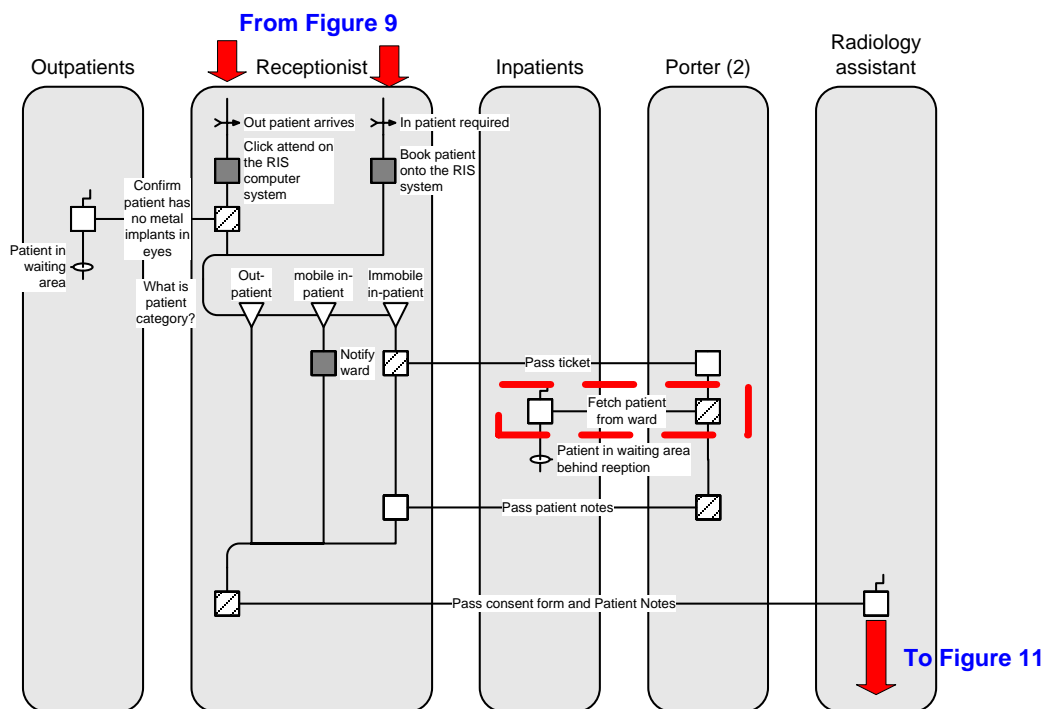 From Figure 9
Outpatients
Receptionist
Inpatients
Porter (2)
Radiology
assistant
Out patient arrives
In patient required
Click attend on
the RIS
computer
system
Book patient
onto the RIS
system
Confirm
patient has
no metal
implants in
eyes
Patient in
waiting
area
What is
patient
category?
Out-
patient
mobile in-
patient
Immobile
in-patient
Notify
ward
Pass ticket
Fetch patient
from ward
Patient in waiting area
behind reeption
Pass patient notes
Pass consent form and Patient Notes
To Figure 11